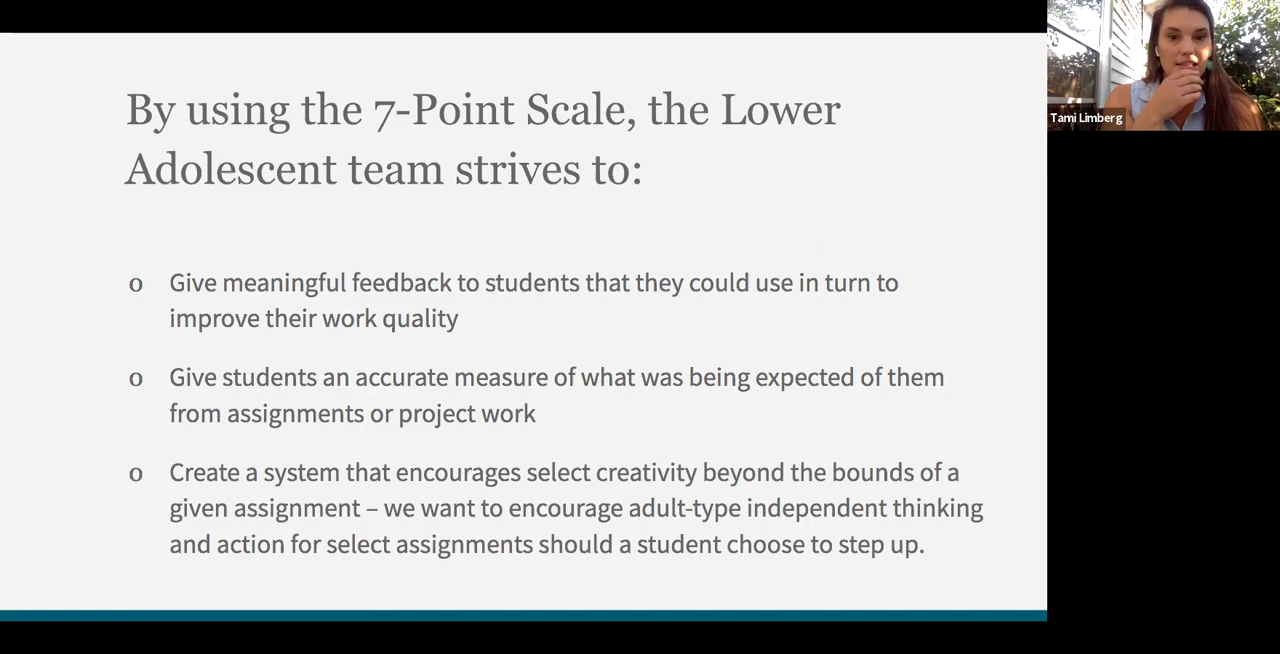 By using the 7-Point Scale, the Lower
Adolescent team strives to:
o Give meaningful feedback to students that they could use in turn to
improve their work quality
o Give students an accurate measure of what was being expected of them
from assignments or project work
o Create a system that encourages select creativity beyond the bounds of a
given assignment – we want to encourage adult-type independent thinking
and action for select assignments should a student choose to step up.
Tami Limberg